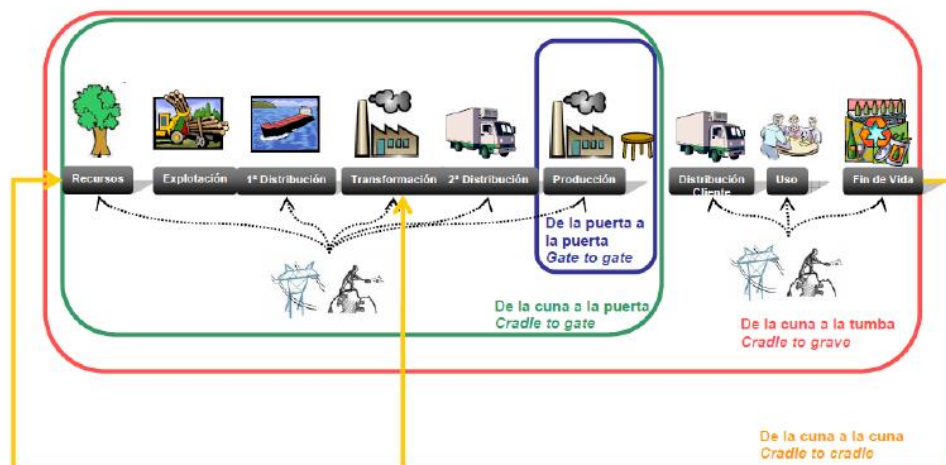 Recursos
Explotación
1ª Distribución
Transformación
2ª Distribución
Producción
Distribución
Cliente
Uso
Fin de Vida
De la puerta a
la puerta
Gate to gate
De la cuna a la puerta
Cradle to gate
De la cuna a la tumba
Cradle to grave
De la cuna a la cuna
Cradle to cradle